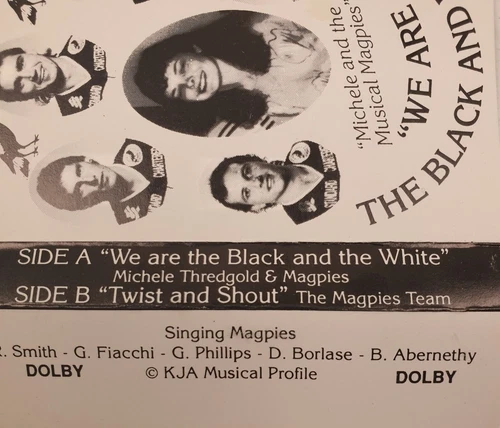 "Michele and the
Musical Magpies"
"WE ARE
THE BLACK AND
SIDE A "We are the Black and the White"
Michele Thredgold & Magpies
SIDE B "Twist and Shout" The Magpies Team
Singing Magpies
R. Smith - G. Fiacchi - G. Phillips - D. Borlase - B. Abernethy
DOLBY © KJA Musical Profile DOLBY